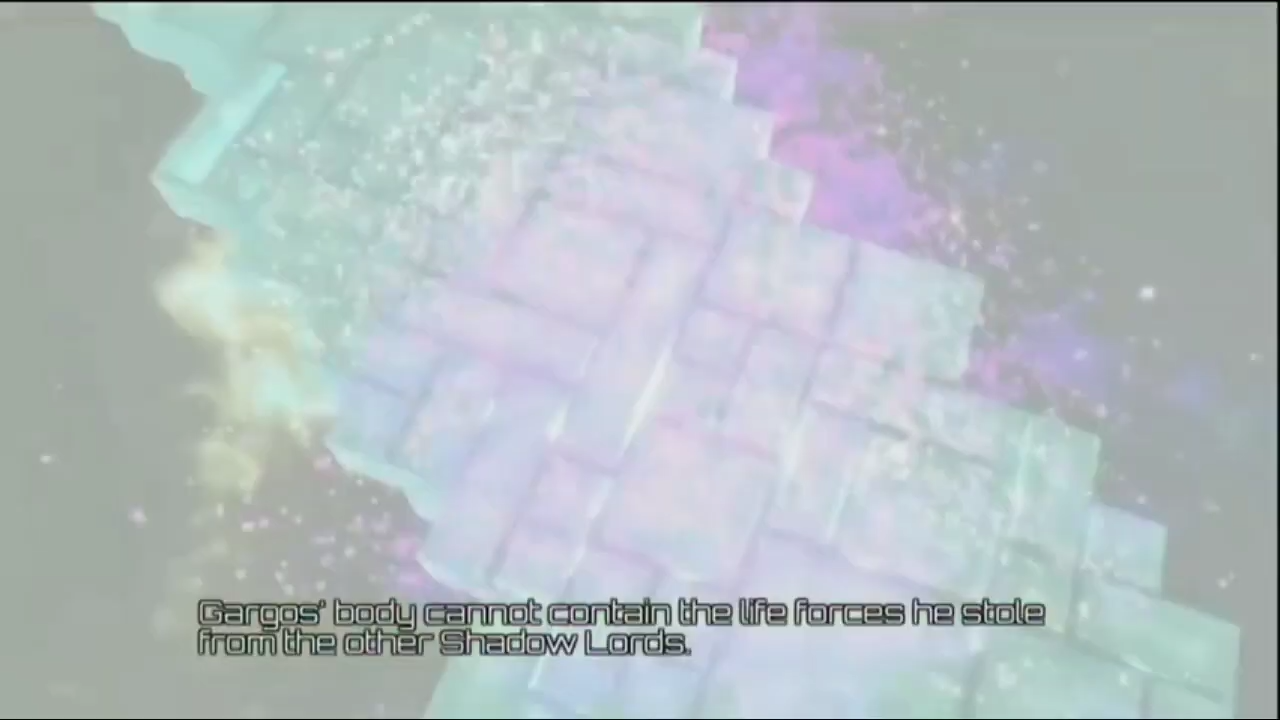 Gargos' body cannot contain the life forces he stole
from the other Shadow Lords.